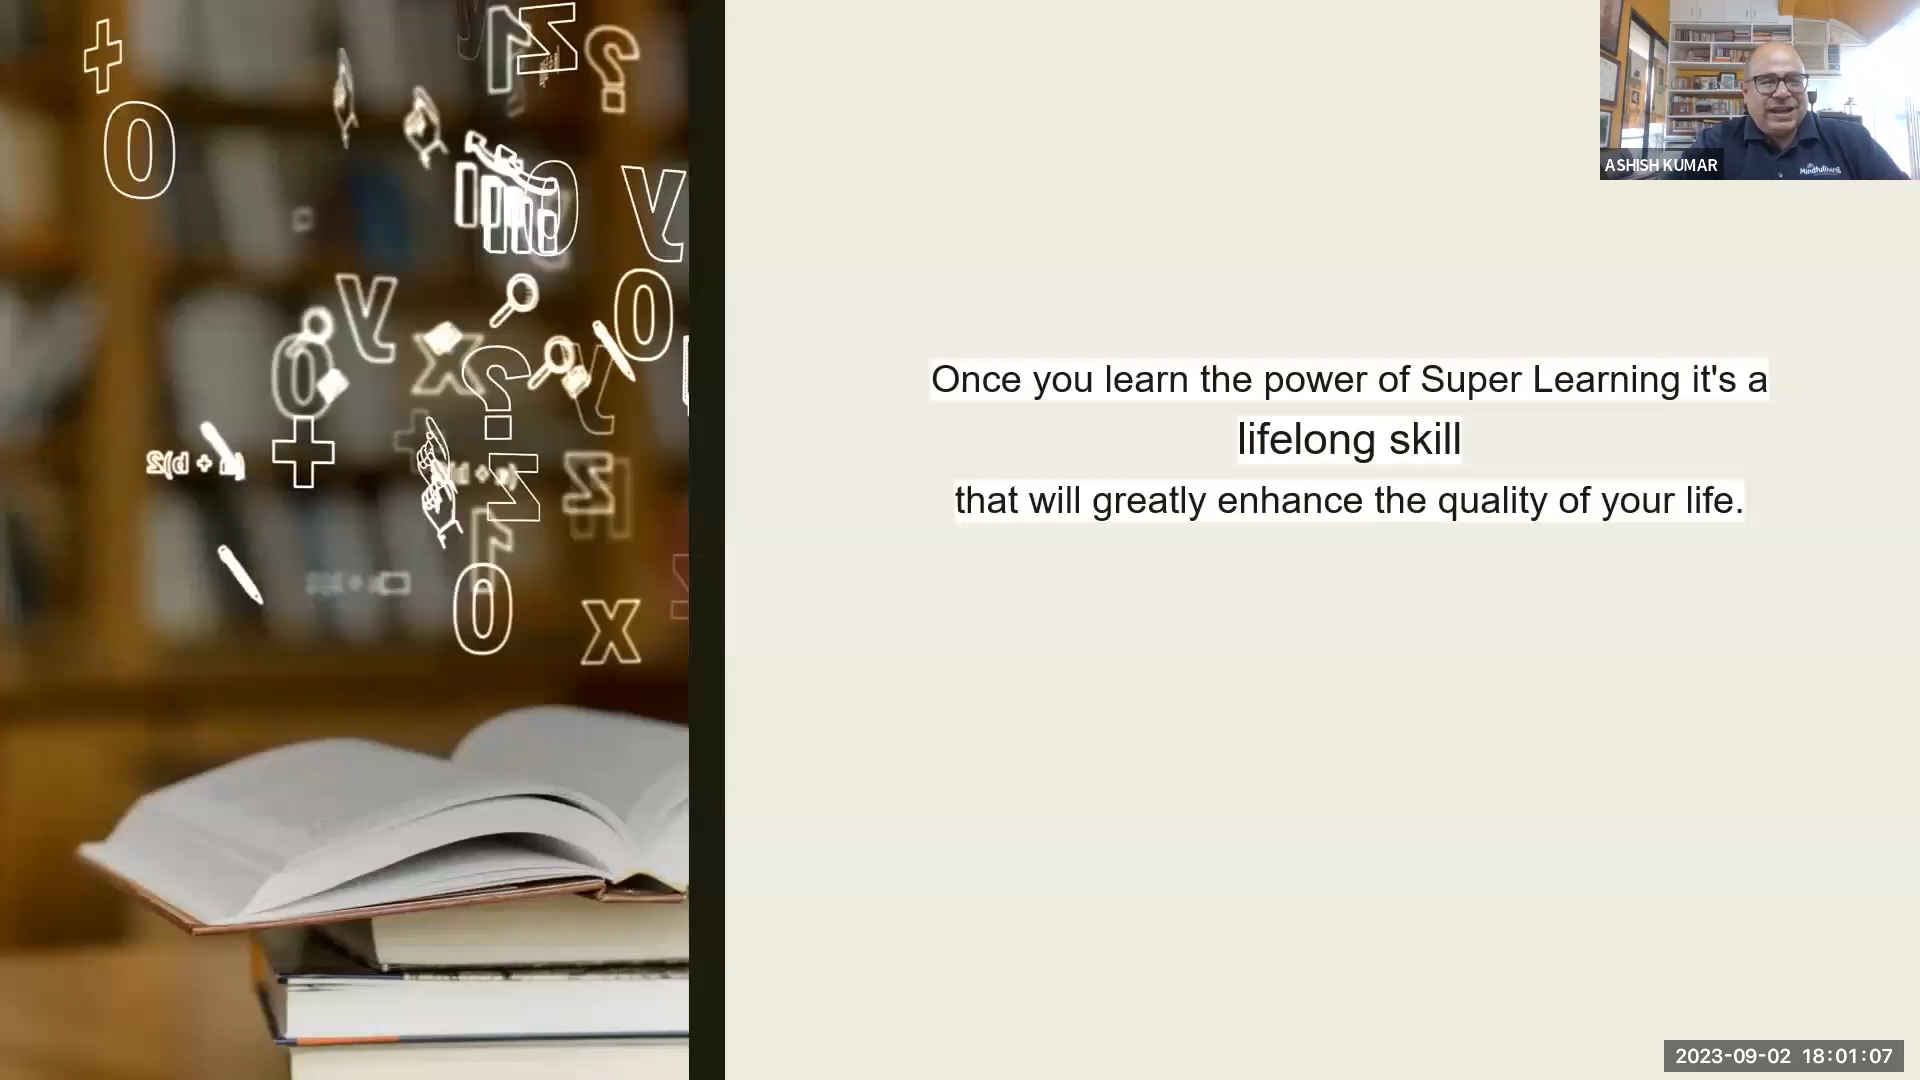 ASHISH KUMAR
Mindfulliving
Once you learn the power of Super Learning it's a
lifelong skill
that will greatly enhance the quality of your life.
2023-09-02 18:01:07